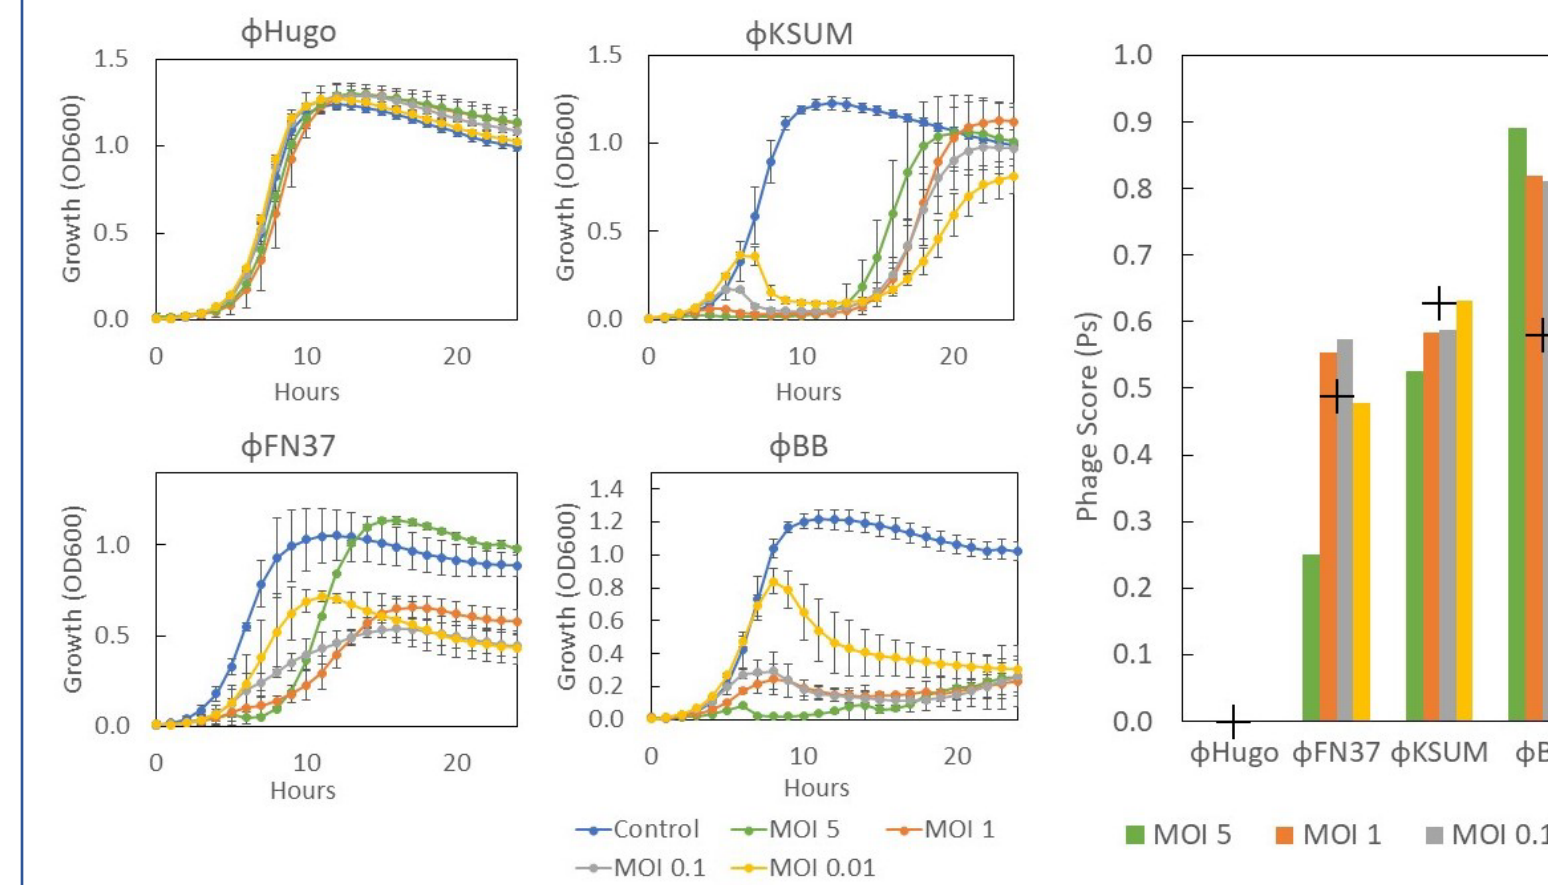 ϕHugo
1.5
1.0
0.5
0.0
Growth (OD600)
0 10 20
Hours
ϕKSUM
1.5
1.0
0.5
0.0
Growth (OD600)
0 10 20
Hours
ϕFN37
1.0
0.5
0.0
Growth (OD600)
0 10 20
Hours
ϕBB
1.4
1.2
1.0
0.8
0.6
0.4
0.2
0.0
Growth (OD600)
0 10 20
Hours
Control MOI 5 MOI 1
MOI 0.1 MOI 0.01
1.0
0.9
0.8
0.7
0.6
0.5
0.4
0.3
0.2
0.1
0.0
Phage Score (Ps)
ϕHugo ϕFN37 ϕKSUM ϕB
MOI 5 MOI 1 MOI 0.1